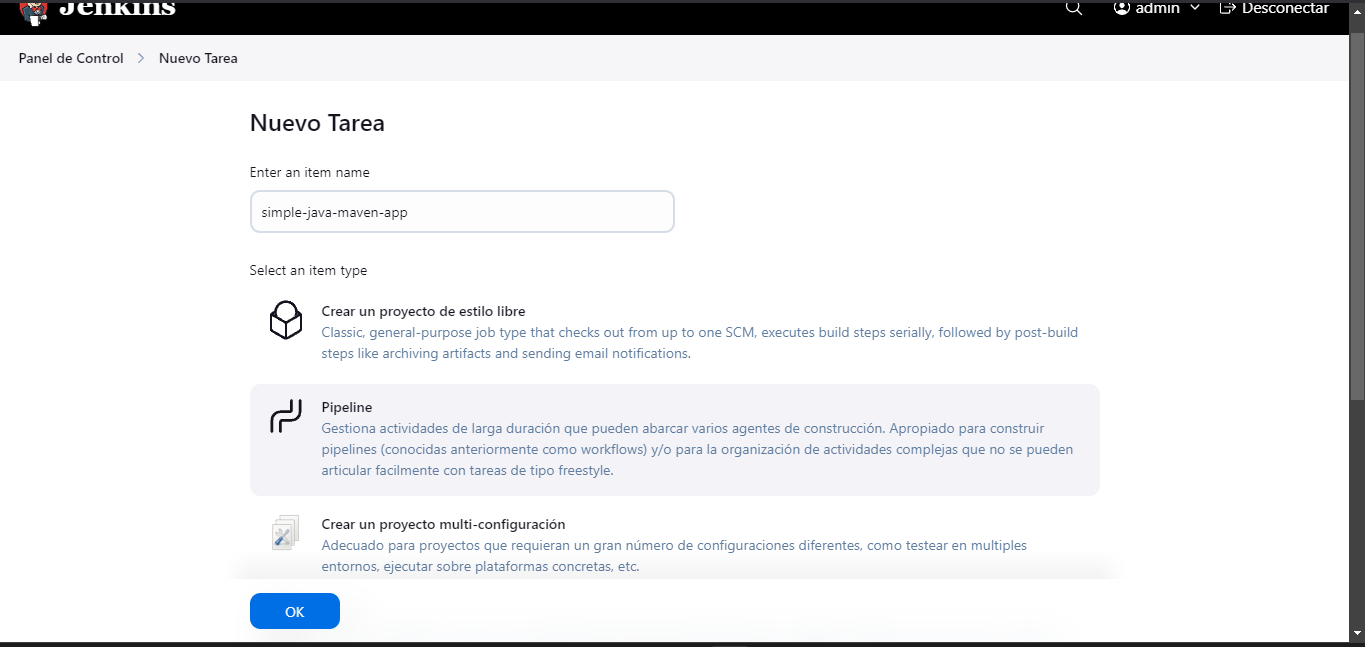 Jenkins
admin
Desconectar
Panel de Control
Nuevo Tarea
Nuevo Tarea
Enter an item name
simple-java-maven-app
Select an item type
Crear un proyecto de estilo libre
Classic, general-purpose job type that checks out from up to one SCM, executes build steps serially, followed by post-build
steps like archiving artifacts and sending email notifications.
Pipeline
Gestiona actividades de larga duración que pueden abarcar varios agentes de construcción. Apropiado para construir
pipelines (conocidas anteriormente como workflows) y/o para la organización de actividades complejas que no se pueden
articular facilmente con tareas de tipo freestyle.
Crear un proyecto multi-configuración
Adecuado para proyectos que requieran un gran número de configuraciones diferentes, como testear en multiples
entornos, ejecutar sobre plataformas concretas, etc.
OK